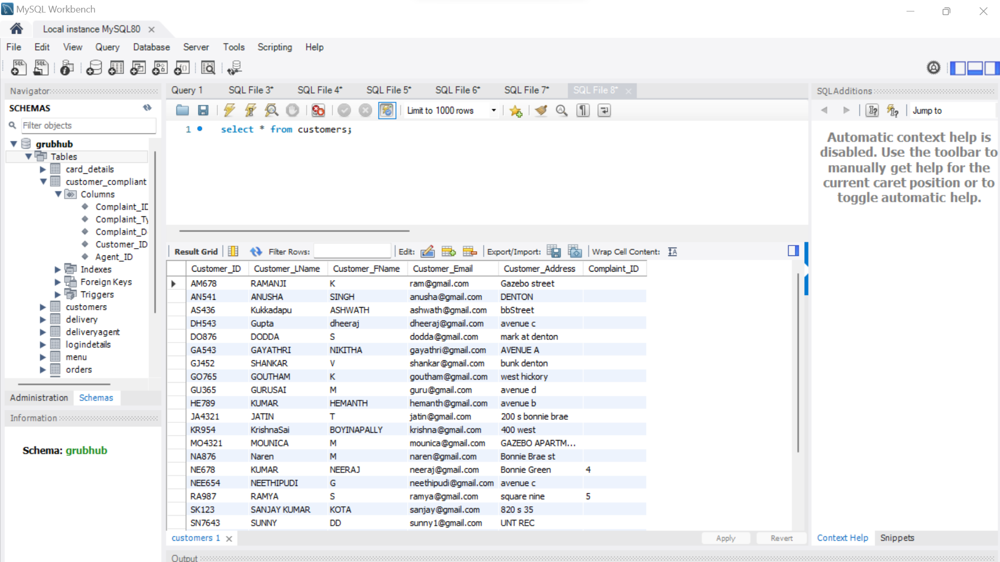 MySQL Workbench
Local instance MySQL80
File Edit View Query Database Server Tools Scripting Help
Navigator
SCHEMAS
Filter objects
grubhub
Tables
card_details
customer_compliant
Columns
Complaint_ID
Complaint_Ty
Complaint_D
Customer_ID
Agent_ID
Indexes
Foreign Keys
Triggers
customers
delivery
deliveryagent
logindetails
menu
orders
Administration Schemas
Information
Schema: grubhub
Query 1 SQL File 3* SQL File 4* SQL File 5* SQL File 6* SQL File 7* SQL File 8*
Limit to 1000 rows
1 select * from customers;
Result Grid Filter Rows: Edit: Export/Import: Wrap Cell Content:
Customer_ID Customer_LName Customer_FName Customer_Email Customer_Address Complaint_ID
AM678 RAMANJI K ram@gmail.com Gazebo street
AN541 ANUSHA SINGH anusha@gmail.com DENTON
AS436 Kukkadapu ASHWATH ashwath@gmail.com bbStreet
DH543 Gupta dheeraj dheeraj@gmail.com avenue c
DO876 DODDA S dodda@gmail.com mark at denton
GA543 GAYATHRI NIKITHA gayathri@gmail.com AVENUE A
GJ452 SHANKAR V shankar@gmail.com bunk denton
GO765 GOUTHAM K goutham@gmail.com west hickory
GU365 GURUSAI M guru@gmail.com avenue d
HE789 KUMAR HEMANTH hemanth@gmail.com avenue b
JA4321 JATIN T jatin@gmail.com 200 s bonnie brae
KR954 KrishnaSai BOYINAPALLY krishna@gmail.com 400 west
MO4321 MOUNICA M mounica@gmail.com GAZEBO APARTM...
NA876 Naren M naren@gmail.com Bonnie Brae st
NE678 KUMAR NEERAJ neeraj@gmail.com Bonnie Green 4
NEE654 NEETHIPUDI G neethipudi@gmail.com avenue c
RA987 RAMYA S ramya@gmail.com square nine 5
SK123 SANJAY KUMAR KOTA sanjay@gmail.com 820 s 35
SN7643 SUNNY DD sunny1@gmail.com UNT REC
customers 1
Apply Revert
Output
SQLAdditions
Jump to
Automatic context help is
disabled. Use the toolbar to
manually get help for the
current caret position or to
toggle automatic help.
Context Help Snippets